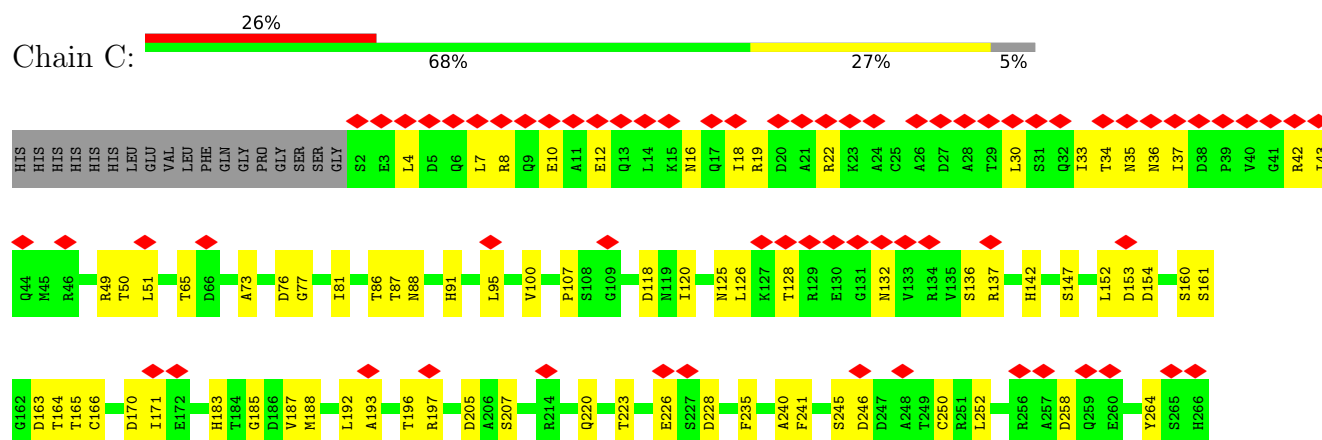 26%
Chain C:
68% 27% 5%
HIS HIS HIS HIS HIS HIS LEU GLU VAL LEU PHE GLN GLY PRO GLY SER SER GLY S2 E3 L4 D5 Q6 L7 R8 Q9 E10 A11 E12 Q13 L14 K15 N16 Q17 I18 R19 D20 A21 R22 K23 A24 C25 A26 D27 A28 T29 L30 S31 Q32 I33 T34 N35 N36 I37 D38 P39 V40 G41 R42 I43
Q44 M45 R46 R49 T50 L51 T65 D66 A73 D76 G77 I81 T86 T87 N88 H91 L95 V100 P107 S108 G109 D118 N119 I120 N125 L126 K127 T128 R129 E130 G131 N132 V133 R134 V135 S136 R137 H142 S147 L152 D153 D154 S160 S161
G162 D163 T164 T165 C166 D170 I171 E172 H183 T184 G185 D186 V187 M188 L192 A193 T196 R197 D205 A206 S207 R214 Q220 T223 E226 S227 D228 F235 A240 F241 S245 D246 D247 A248 T249 C250 R251 L252 R256 A257 D258 Q259 E260 Y264 S265 H266